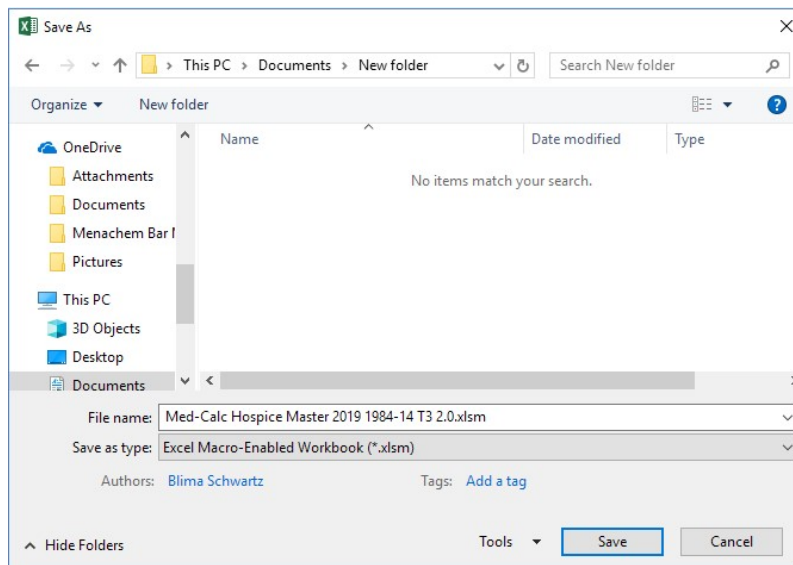 Save As
This PC > Documents > New folder
Search New folder
Organize
New folder
Name
Date modified
Type
No items match your search.
OneDrive
Attachments
Documents
Menachem Bar
Pictures
This PC
3D Objects
Desktop
Documents
File name: Med-Calc Hospice Master 2019 1984-14 T3 2.0.xlsm
Save as type: Excel Macro-Enabled Workbook (*.xlsm)
Authors: Blima Schwartz
Tags: Add a tag
Hide Folders
Tools
Save
Cancel